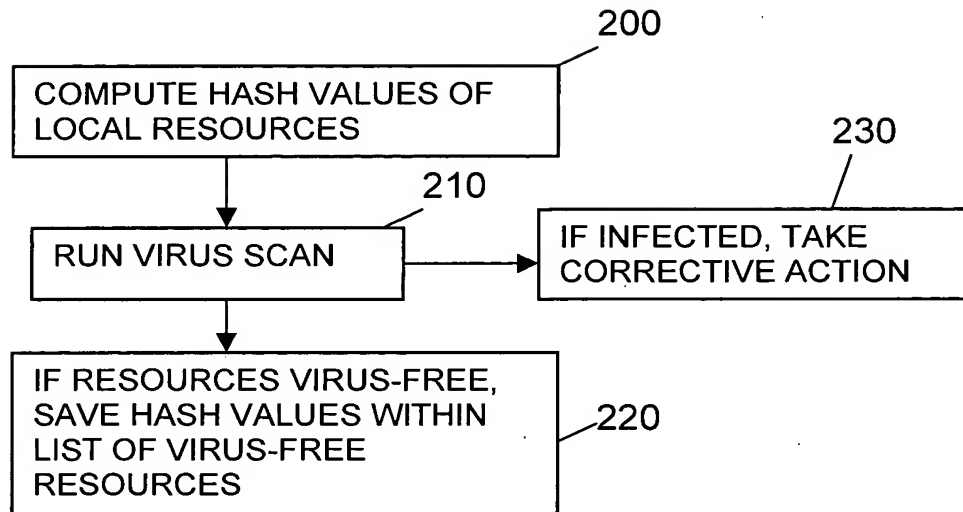 200
COMPUTE HASH VALUES OF
LOCAL RESOURCES
210
RUN VIRUS SCAN
230
IF INFECTED, TAKE
CORRECTIVE ACTION
IF RESOURCES VIRUS-FREE,
SAVE HASH VALUES WITHIN
LIST OF VIRUS-FREE
RESOURCES
220